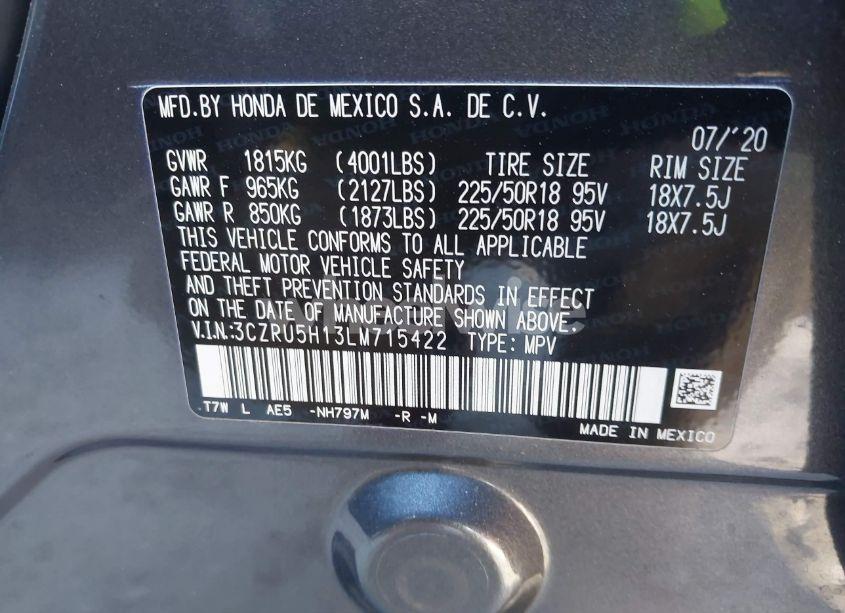 MFD.BY HONDA DE MEXICO S.A. DE C.V.
07/'20
GVWR 1815KG (4001LBS) TIRE SIZE RIM SIZE
GAWR F 965KG (2127LBS) 225/50R18 95V 18X7.5J
GAWR R 850KG (1873LBS) 225/50R18 95V 18X7.5J
THIS VEHICLE CONFORMS TO ALL APPLICABLE
FEDERAL MOTOR VEHICLE SAFETY
AND THEFT PREVENTION STANDARDS IN EFFECT
ON THE DATE OF MANUFACTURE SHOWN ABOVE.
V.I.N.:3CZRU5H13LM715422 TYPE: MPV
T7W L AE5 -NH797M -R -M
MADE IN MEXICO